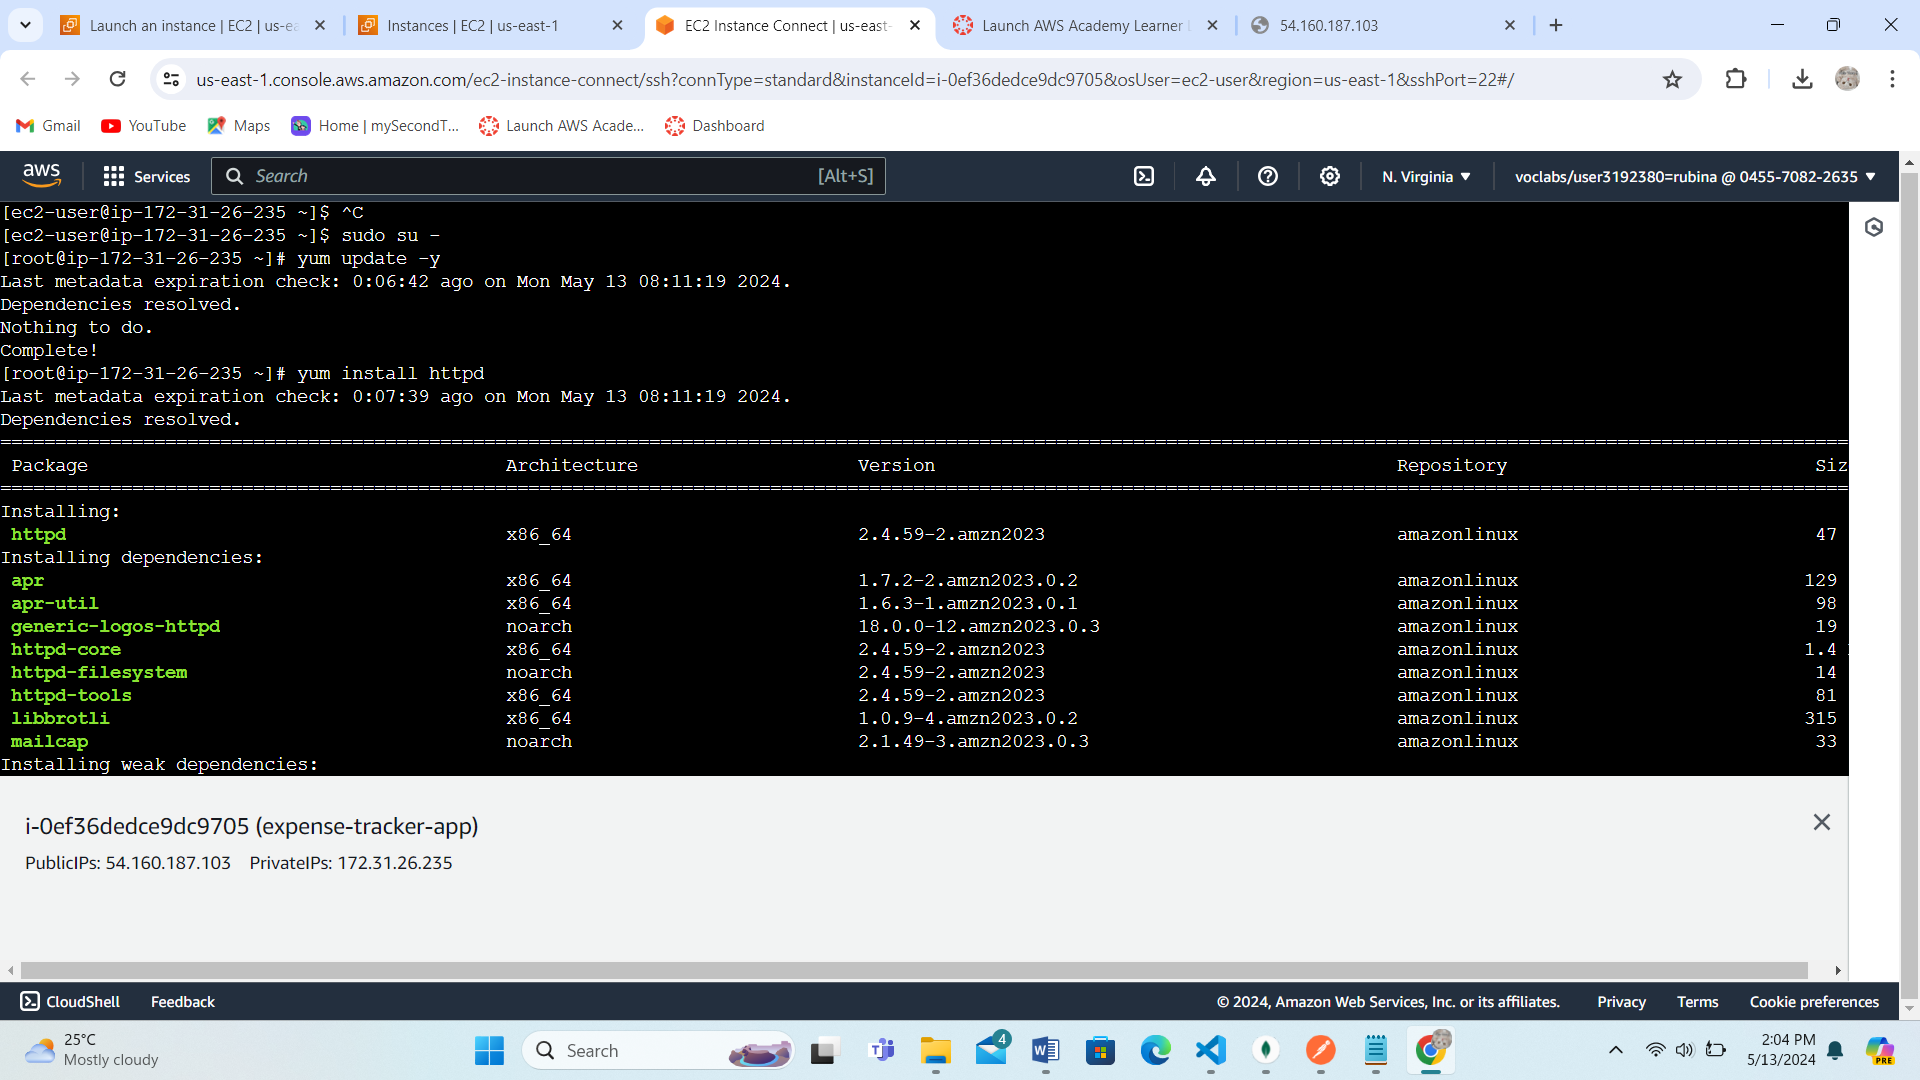 Launch an instance | EC2 | us-ea
Instances | EC2 | us-east-1
EC2 Instance Connect | us-east-
Launch AWS Academy Learner L
54.160.187.103
us-east-1.console.aws.amazon.com/ec2-instance-connect/ssh?connType=standard&instanceId=i-0ef36dedce9dc9705&osUser=ec2-user&region=us-east-1&sshPort=22#/
Gmail YouTube Maps Home | mySecondT... Launch AWS Acade... Dashboard
aws Services Search [Alt+S] N. Virginia voclabs/user3192380=rubina @ 0455-7082-2635
[ec2-user@ip-172-31-26-235 ~]$ ^C
[ec2-user@ip-172-31-26-235 ~]$ sudo su -
[root@ip-172-31-26-235 ~]# yum update -y
Last metadata expiration check: 0:06:42 ago on Mon May 13 08:11:19 2024.
Dependencies resolved.
Nothing to do.
Complete!
[root@ip-172-31-26-235 ~]# yum install httpd
Last metadata expiration check: 0:07:39 ago on Mon May 13 08:11:19 2024.
Dependencies resolved.
Package Architecture Version Repository Siz
Installing:
httpd x86_64 2.4.59-2.amzn2023 amazonlinux 47
Installing dependencies:
apr x86_64 1.7.2-2.amzn2023.0.2 amazonlinux 129
apr-util x86_64 1.6.3-1.amzn2023.0.1 amazonlinux 98
generic-logos-httpd noarch 18.0.0-12.amzn2023.0.3 amazonlinux 19
httpd-core x86_64 2.4.59-2.amzn2023 amazonlinux 1.4
httpd-filesystem noarch 2.4.59-2.amzn2023 amazonlinux 14
httpd-tools x86_64 2.4.59-2.amzn2023 amazonlinux 81
libbrotli x86_64 1.0.9-4.amzn2023.0.2 amazonlinux 315
mailcap noarch 2.1.49-3.amzn2023.0.3 amazonlinux 33
Installing weak dependencies:
i-0ef36dedce9dc9705 (expense-tracker-app)
PublicIPs: 54.160.187.103 PrivateIPs: 172.31.26.235
CloudShell Feedback © 2024, Amazon Web Services, Inc. or its affiliates. Privacy Terms Cookie preferences
25°C
Mostly cloudy
Search
4
2:04 PM
5/13/2024
PRE